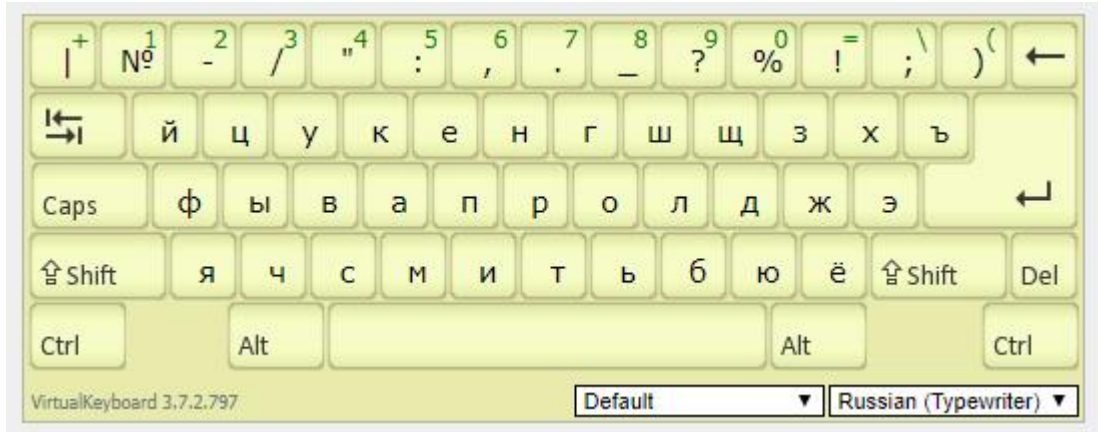 | + № 1 - 2 / 3 " 4 : 5 , 6 . 7 _ 8 ? 9 % 0 ! = ; \ ) (
й ц у к е н г ш щ з х ъ
Caps ф ы в а п р о л д ж э
Shift я ч с м и т ь б ю ё Shift Del
Ctrl Alt Alt Ctrl
VirtualKeyboard 3.7.2.797 Default Russian (Typewriter)